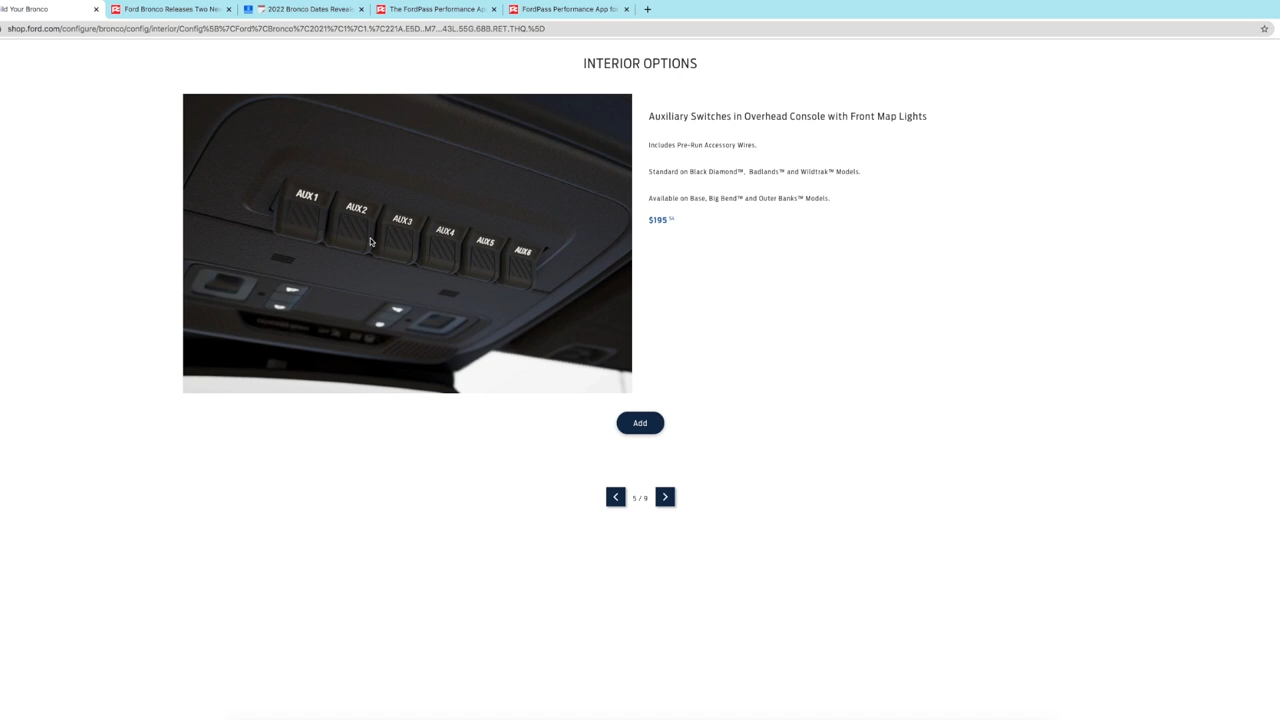 ild Your Bronco
Ford Bronco Releases Two Ne
2022 Bronco Dates Reveale
The FordPass Performance Ap
FordPass Performance App fo
shop.ford.com/configure/bronco/config/interior/Config%5B%7CFord%7CBronco%7C2021%7C1%7C1.%7C221A.E5D..M7...43L.55G.68B.RET.THQ.%5D
INTERIOR OPTIONS
AUX1
AUX2
AUX3
AUX4
AUX5
AUX6
Auxiliary Switches in Overhead Console with Front Map Lights
Includes Pre-Run Accessory Wires.
Standard on Black Diamond™, Badlands™ and Wildtrak™ Models.
Available on Base, Big Bend™ and Outer Banks™ Models.
$195
Add
5 / 9